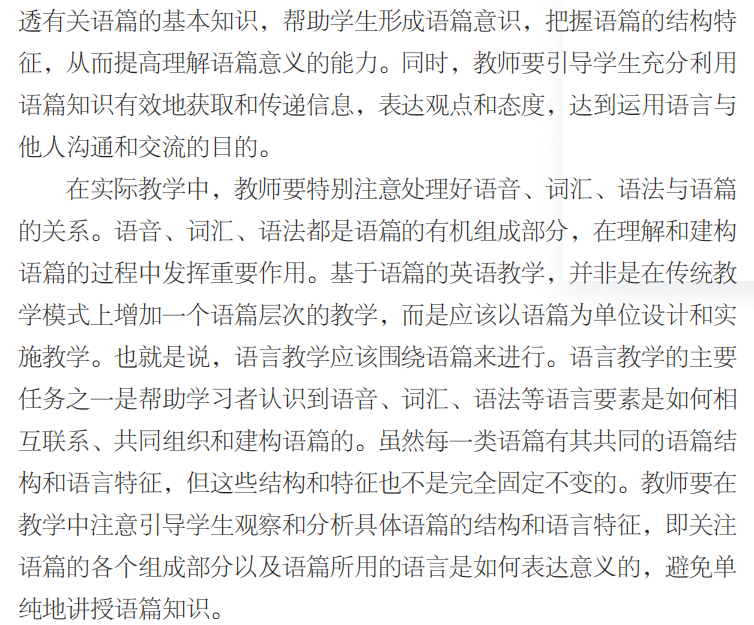 透有关语篇的基本知识，帮助学生形成语篇意识，把握语篇的结构特
征，从而提高理解语篇意义的能力。同时，教师要引导学生充分利用
语篇知识有效地获取和传递信息，表达观点和态度，达到运用语言与
他人沟通和交流的目的。
在实际教学中，教师要特别注意处理好语音、词汇、语法与语篇
的关系。语音、词汇、语法都是语篇的有机组成部分，在理解和建构
语篇的过程中发挥重要作用。基于语篇的英语教学，并非是在传统教
学模式上增加一个语篇层次的教学，而是应该以语篇为单位设计和实
施教学。也就是说，语言教学应该围绕语篇来进行。语言教学的主要
任务之一是帮助学习者认识到语音、词汇、语法等语言要素是如何相
互联系、共同组织和建构语篇的。虽然每一类语篇有其共同的语篇结
构和语言特征，但这些结构和特征也不是完全固定不变的。教师要在
教学中注意引导学生观察和分析具体语篇的结构和语言特征，即关注
语篇的各个组成部分以及语篇所用的语言是如何表达意义的，避免单
纯地讲授语篇知识。